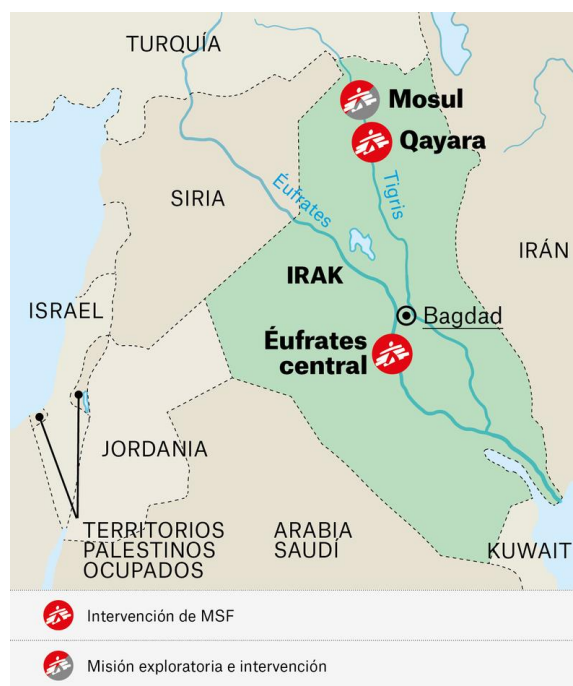 TURQUÍA
Mosul
Qayara
Éufrates
Tigris
SIRIA
IRÁN
IRAK
ISRAEL
Bagdad
Éufrates
central
JORDANIA
TERRITORIOS
PALESTINOS
OCUPADOS
ARABIA
SAUDÍ
KUWAIT
Intervención de MSF
Misión exploratoria e intervención